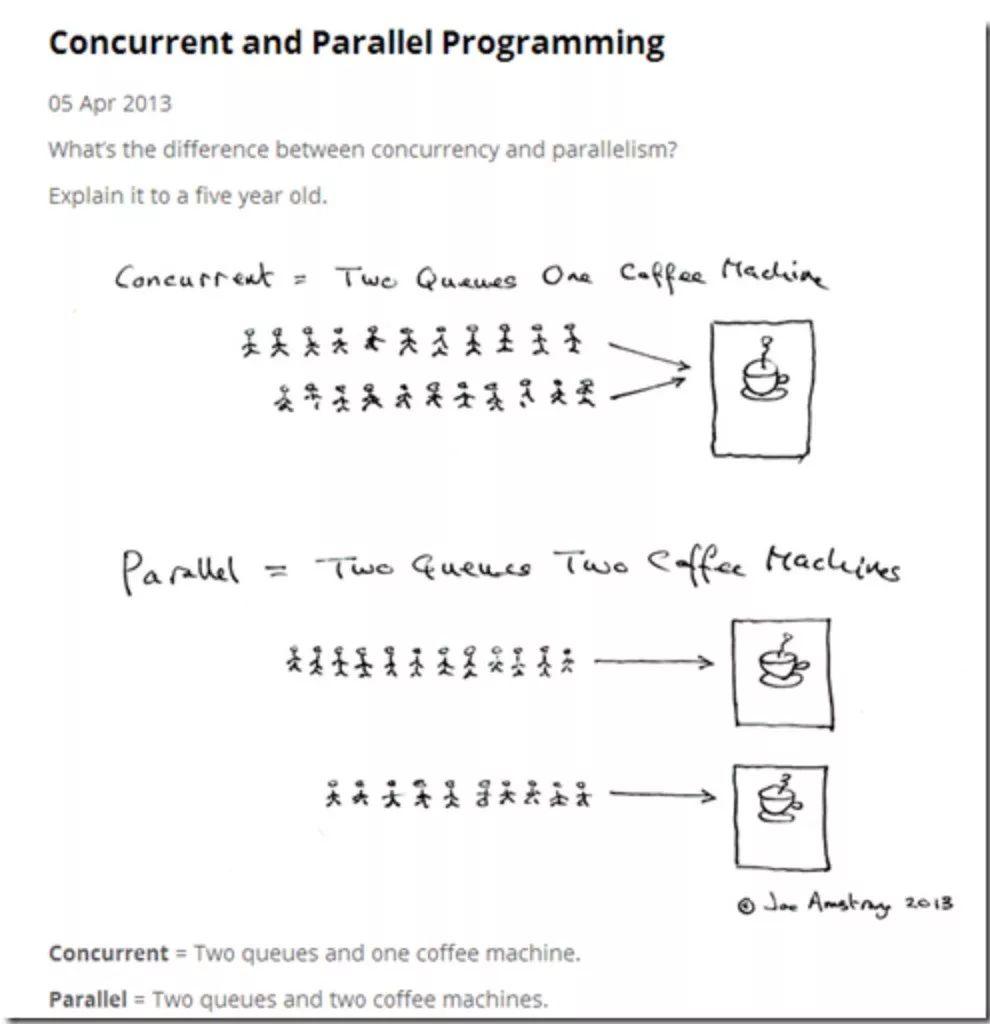 Concurrent and Parallel Programming
05 Apr 2013
What's the difference between concurrency and parallelism?
Explain it to a five year old.
Concurrent = Two Queues One Coffee Machine
Parallel = Two Queues Two Coffee Machines
© Joe Armstrong 2013
Concurrent = Two queues and one coffee machine.
Parallel = Two queues and two coffee machines.